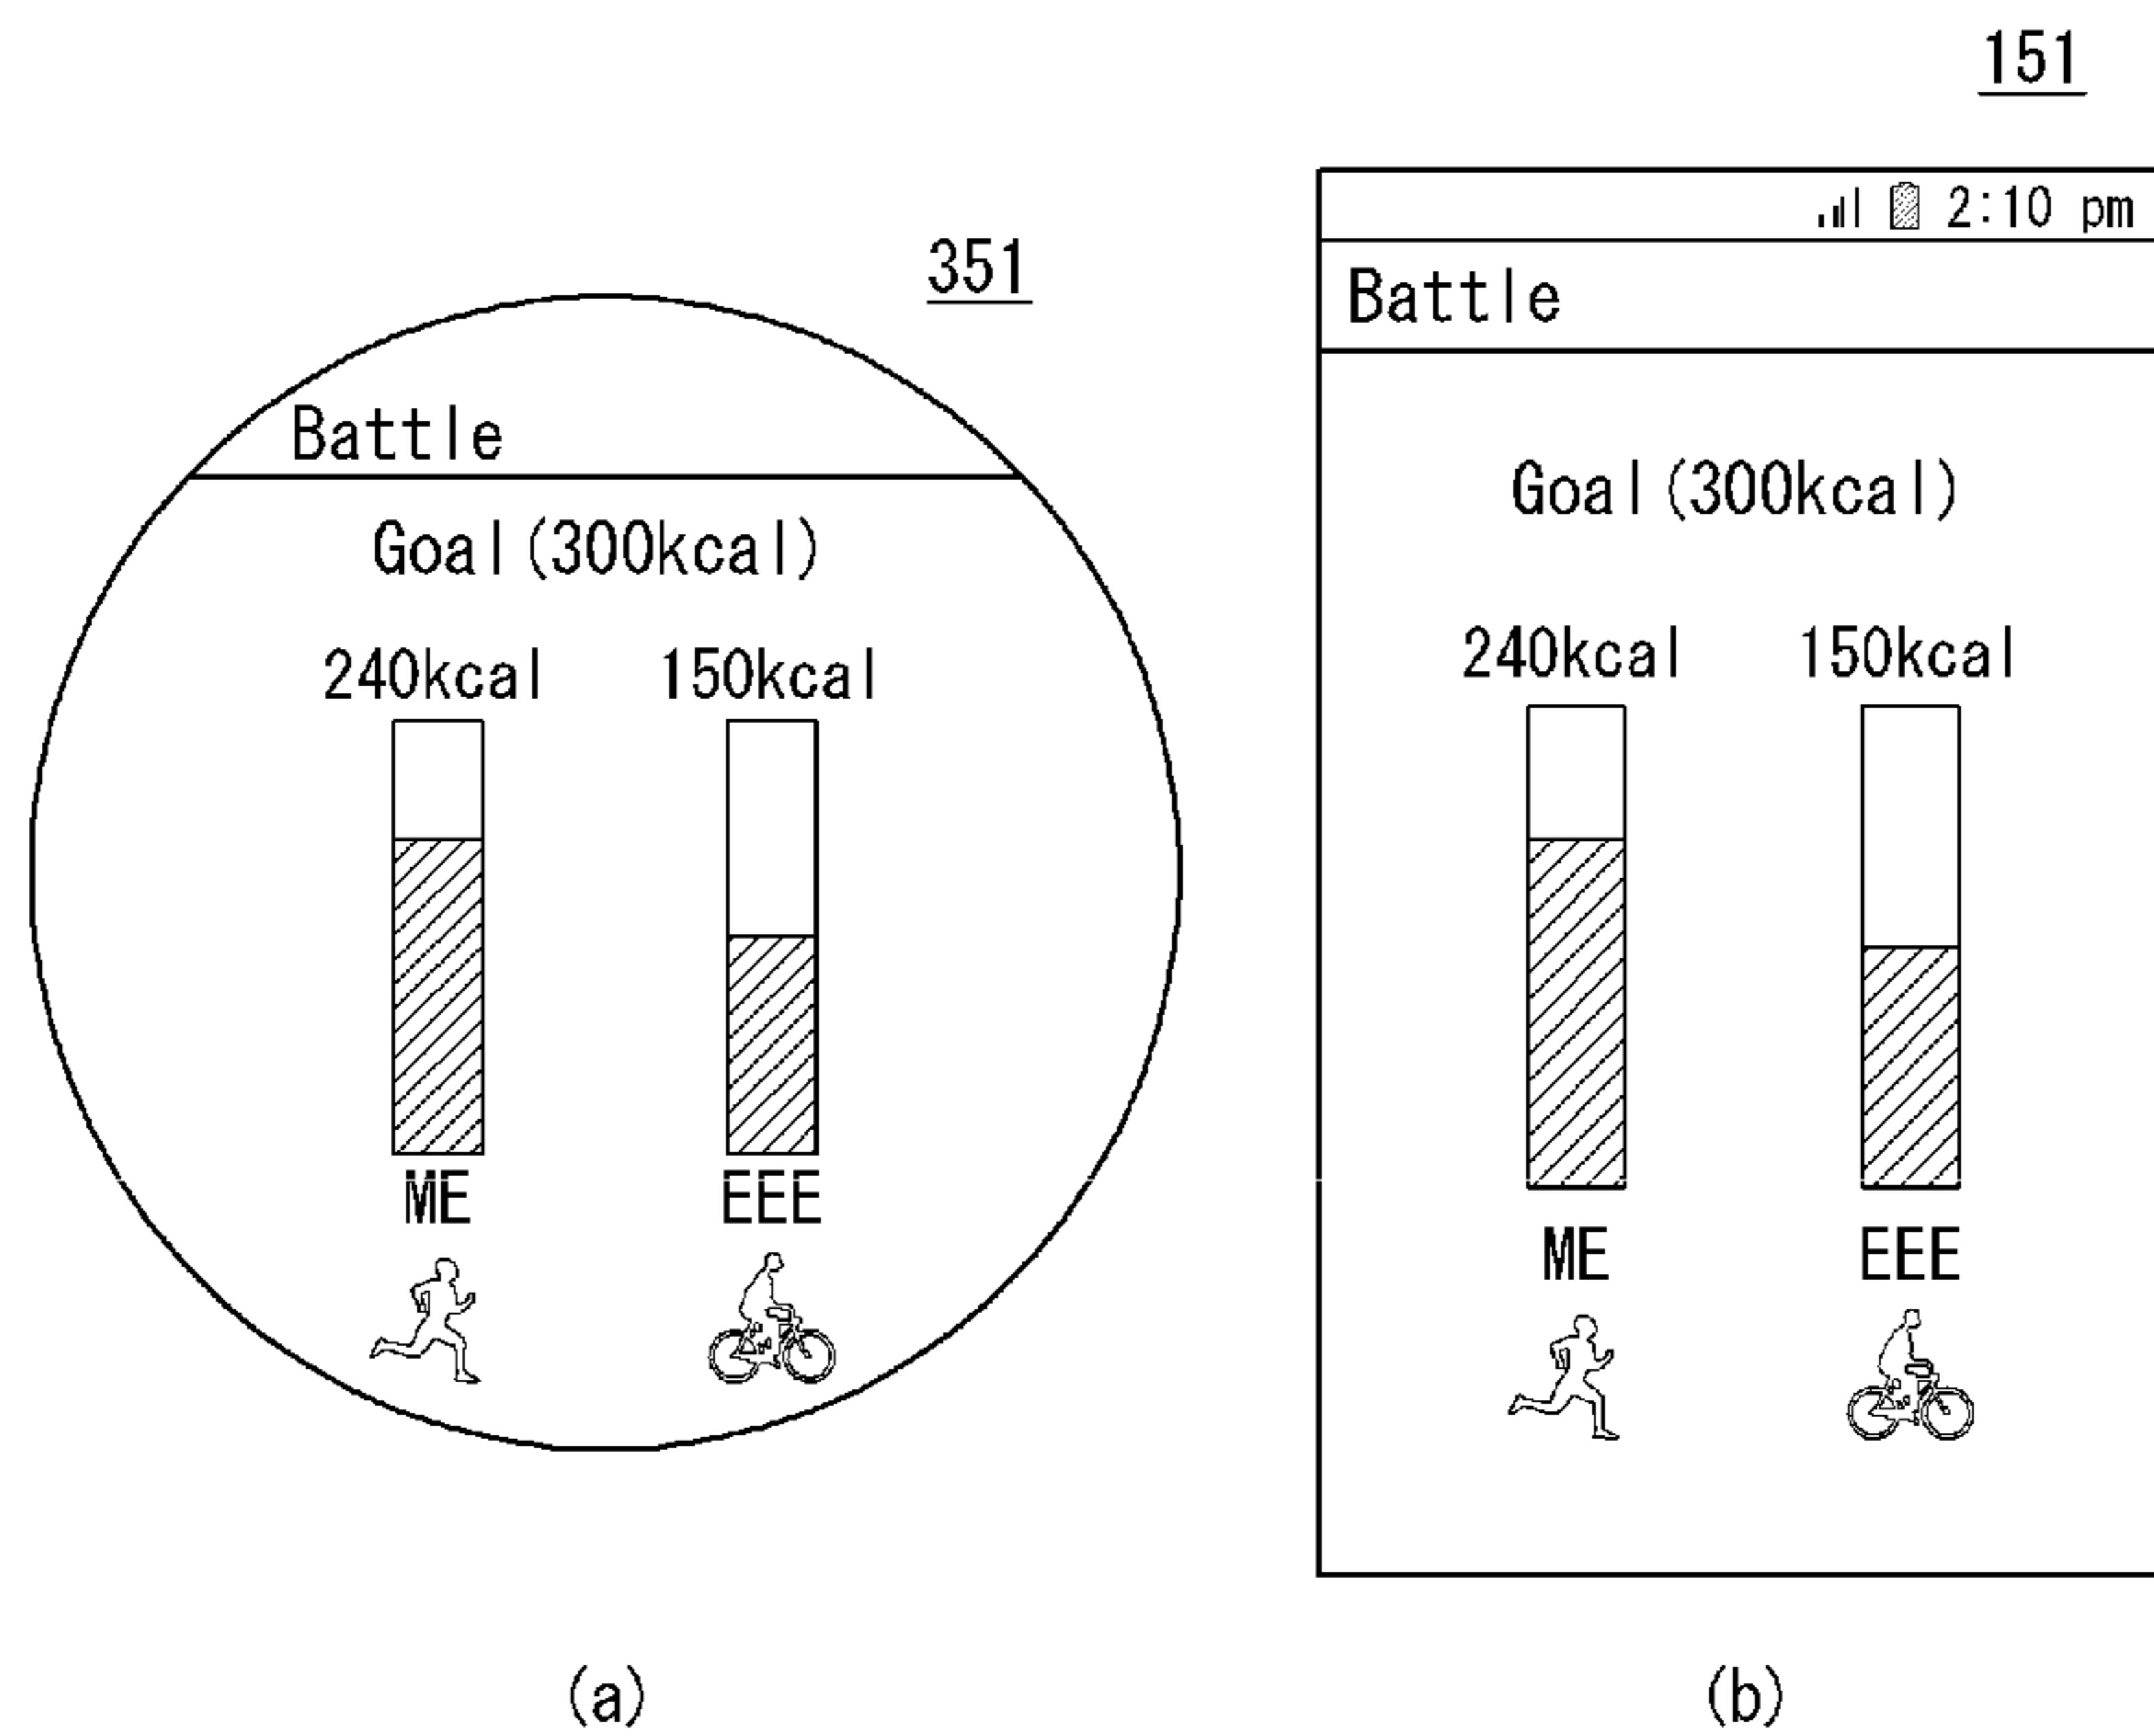 351
Battle
Goal(300kcal)
240kcal 150kcal
ME EEE
(a)
151
2:10 pm
Battle
Goal(300kcal)
240kcal 150kcal
ME EEE
(b)